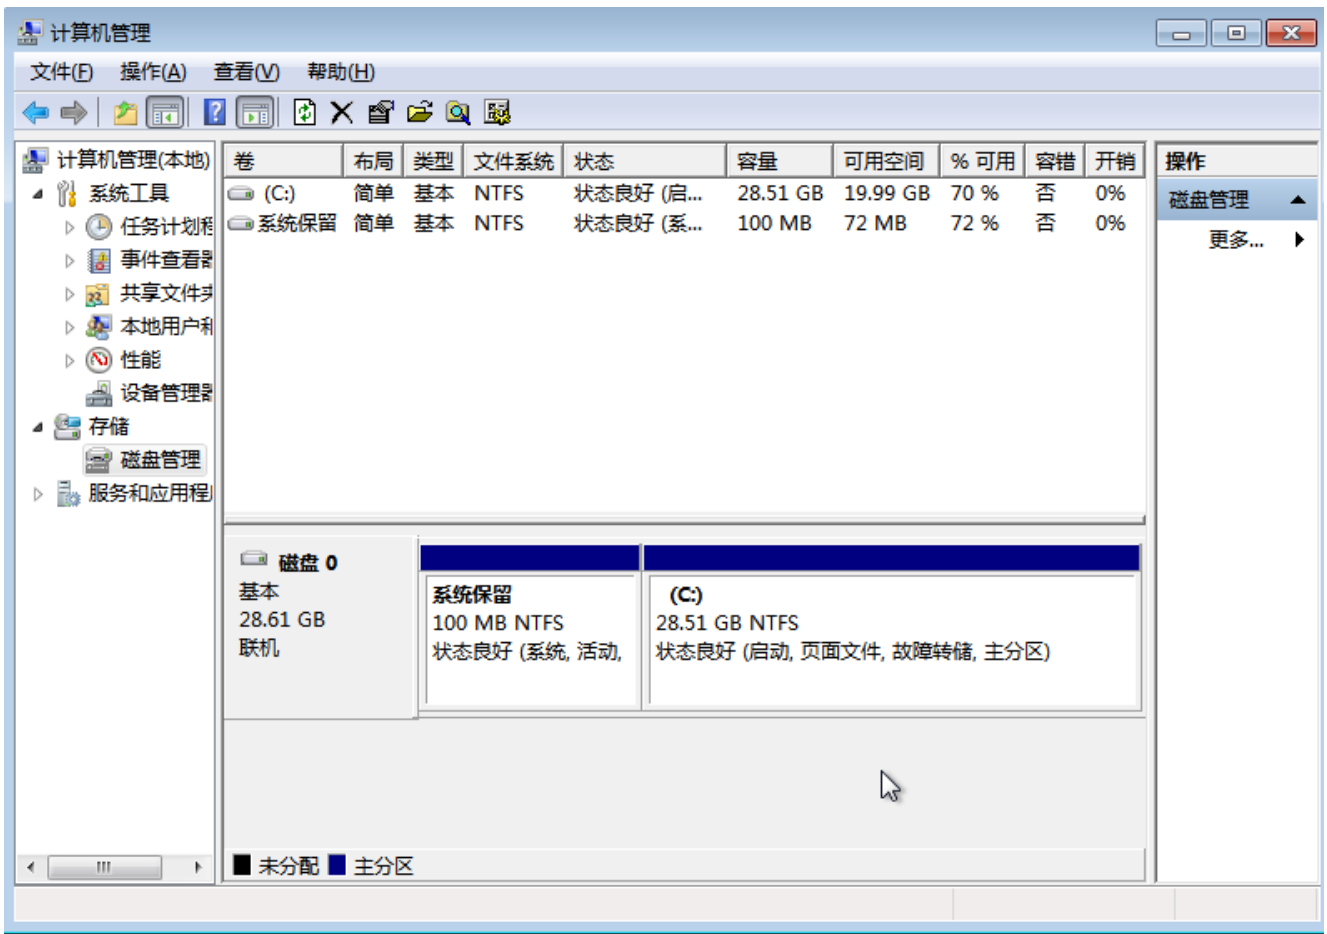 计算机管理
文件(F) 操作(A) 查看(V) 帮助(H)
计算机管理(本地)
系统工具
任务计划程
事件查看器
共享文件夹
本地用户和
性能
设备管理器
存储
磁盘管理
服务和应用程
卷 布局 类型 文件系统 状态 容量 可用空间 % 可用 容错 开销
(C:) 简单 基本 NTFS 状态良好 (启... 28.51 GB 19.99 GB 70 % 否 0%
系统保留 简单 基本 NTFS 状态良好 (系... 100 MB 72 MB 72 % 否 0%
磁盘 0
基本
28.61 GB
联机
系统保留
100 MB NTFS
状态良好 (系统, 活动,
(C:)
28.51 GB NTFS
状态良好 (启动, 页面文件, 故障转储, 主分区)
未分配 主分区
操作
磁盘管理
更多...